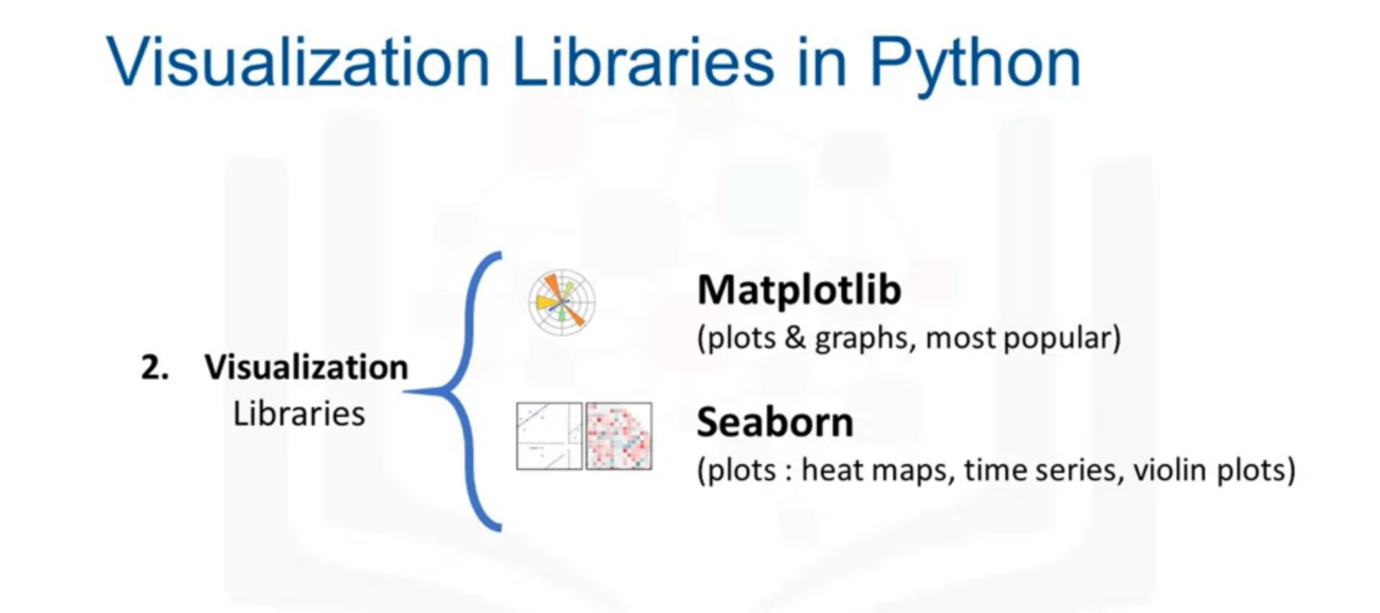 Visualization Libraries in Python
2. Visualization
Libraries
Matplotlib
(plots & graphs, most popular)
Seaborn
(plots : heat maps, time series, violin plots)